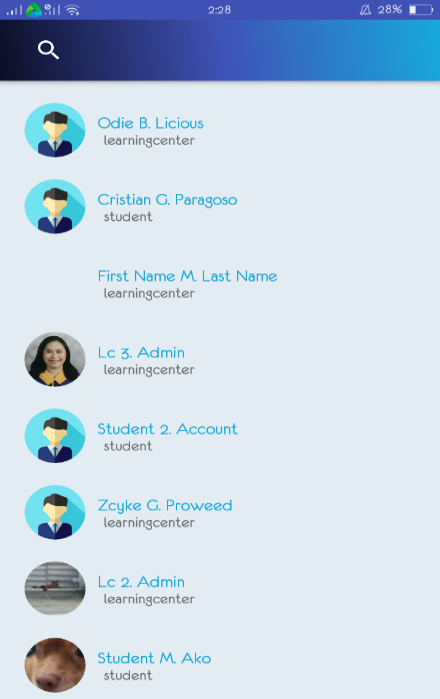 2:28
28%
Odie B. Licious
learningcenter
Cristian G. Paragoso
student
First Name M. Last Name
learningcenter
Lc 3. Admin
learningcenter
Student 2. Account
student
Zcyke G. Proweed
learningcenter
Lc 2. Admin
learningcenter
Student M. Ako
student